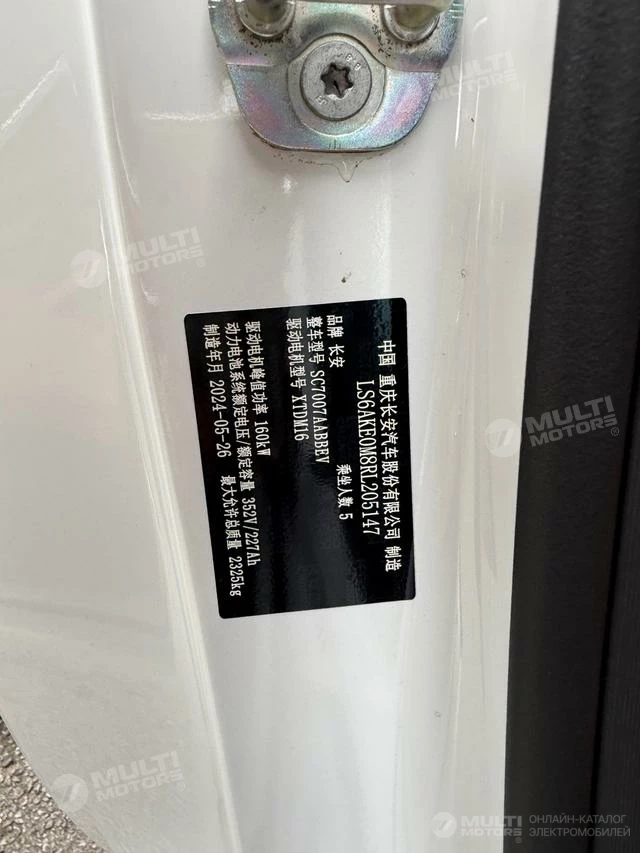 中国 重庆长安汽车股份有限公司 制造
LS6AKE0M8RL205147
品牌 长安 乘坐人数 5
整车型号 SC7007AABBEV
驱动电机型号 XTDM16
驱动电机峰值功率 160kW
动力电池系统额定电压/额定容量 352V/227Ah
制造年月 2024-05-26 最大允许总质量 2325kg
MULTI MOTORS
MULTI MOTORS
MULTI MOTORS
MULTI MOTORS
MULTI MOTORS
MULTI MOTORS ОНЛАЙН-КАТАЛОГ
ЭЛЕКТРОМОБИЛЕЙ